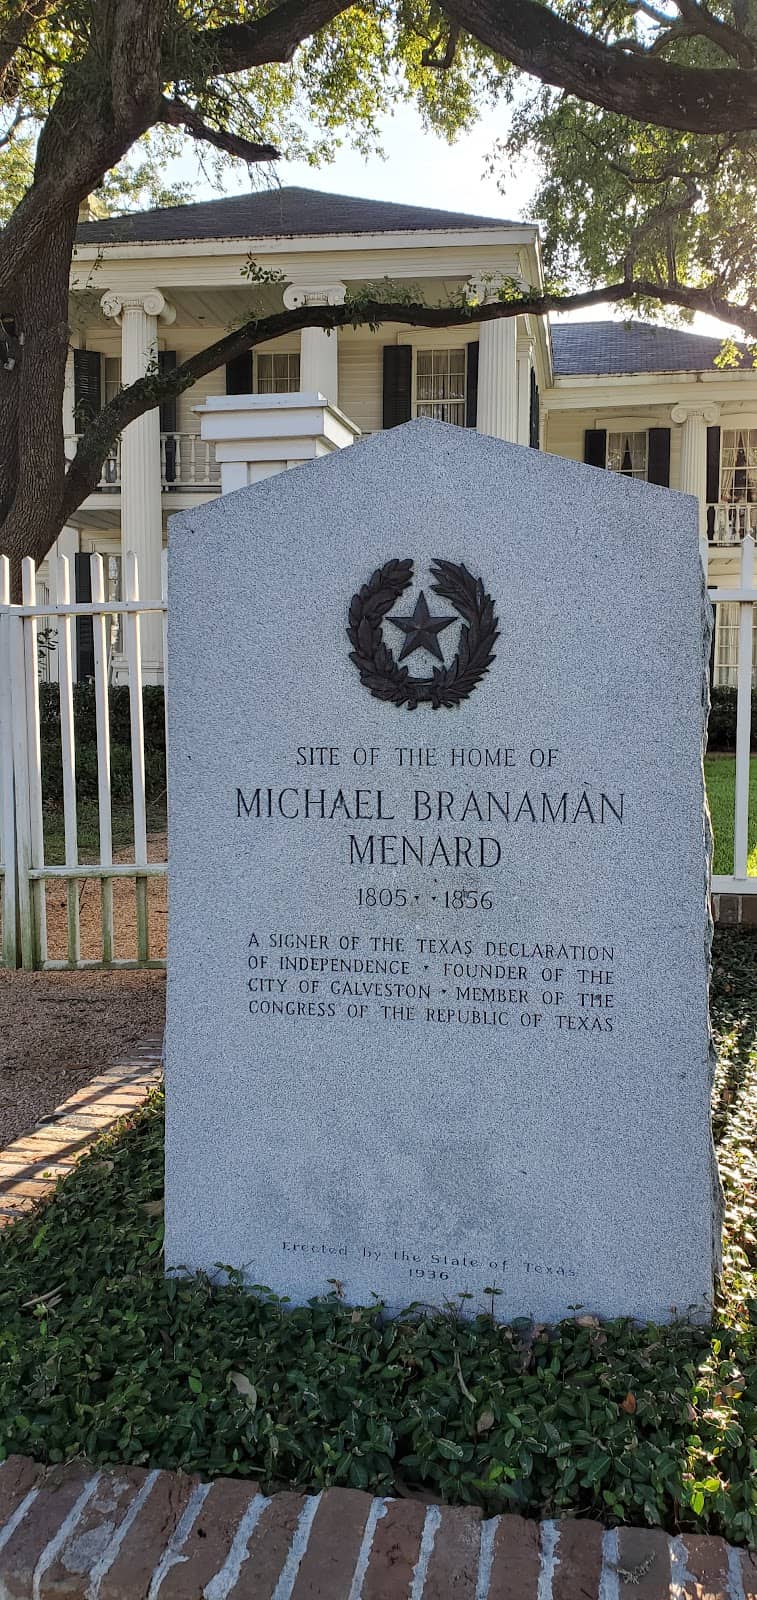 SITE OF THE HOME OF
MICHAEL BRANAMAN
MENARD
1805 · · 1856
A SIGNER OF THE TEXAS DECLARATION
OF INDEPENDENCE · FOUNDER OF THE
CITY OF GALVESTON · MEMBER OF THE
CONGRESS OF THE REPUBLIC OF TEXAS
Erected by the State of Texas
1936